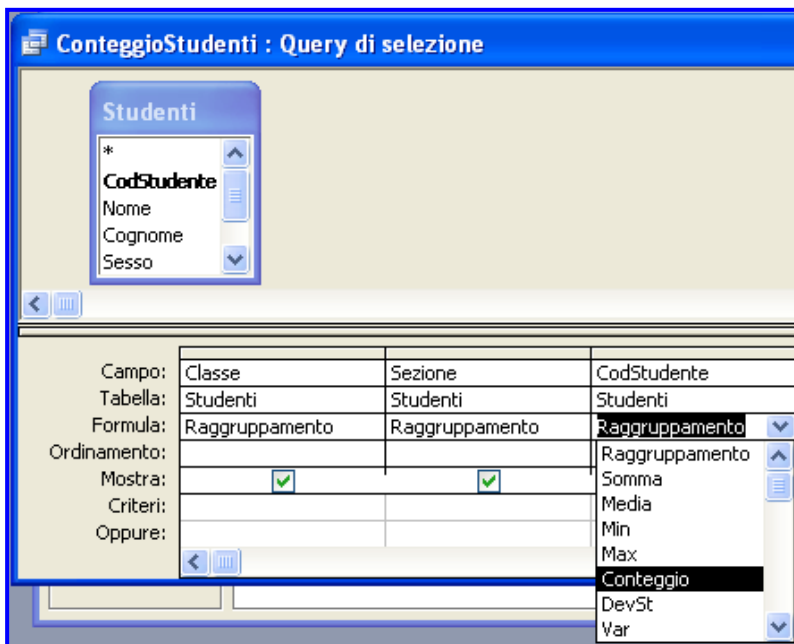 ConteggioStudenti : Query di selezione
Studenti
*
CodStudente
Nome
Cognome
Sesso
Campo: Classe Sezione CodStudente
Tabella: Studenti Studenti Studenti
Formula: Raggruppamento Raggruppamento Raggruppamento
Ordinamento: Raggruppamento
Mostra: Somma
Criteri: Media
Oppure: Min
Max
Conteggio
DevSt
Var